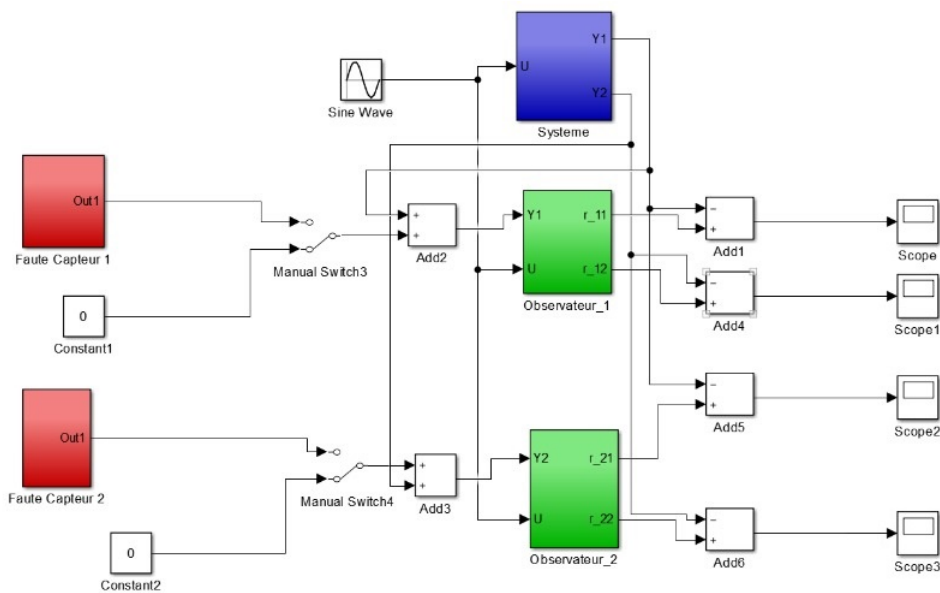 Y1
U
Y2
Sine Wave
Systeme
Out1
+
+
Y1
r_11
−
+
Faute Capteur 1
Manual Switch3
Add2
Add1
Scope
U
r_12
−
+
0
Observateur_1
Add4
Scope1
Constant1
−
+
Out1
Add5
Scope2
+
+
Y2
r_21
Faute Capteur 2
Manual Switch4
Add3
U
r_22
−
+
0
Observateur_2
Add6
Scope3
Constant2